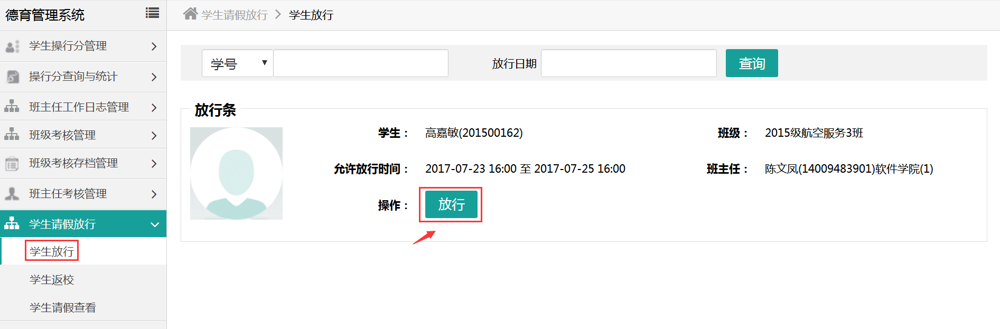 德育管理系统
学生操行分管理
操行分查询与统计
班主任工作日志管理
班级考核管理
班级考核存档管理
班主任考核管理
学生请假放行
学生放行
学生返校
学生请假查看
学生请假放行 > 学生放行
学号 放行日期 查询
放行条
学生： 高嘉敏(201500162) 班级： 2015级航空服务3班
允许放行时间： 2017-07-23 16:00 至 2017-07-25 16:00 班主任： 陈文凤(14009483901)软件学院(1)
操作： 放行